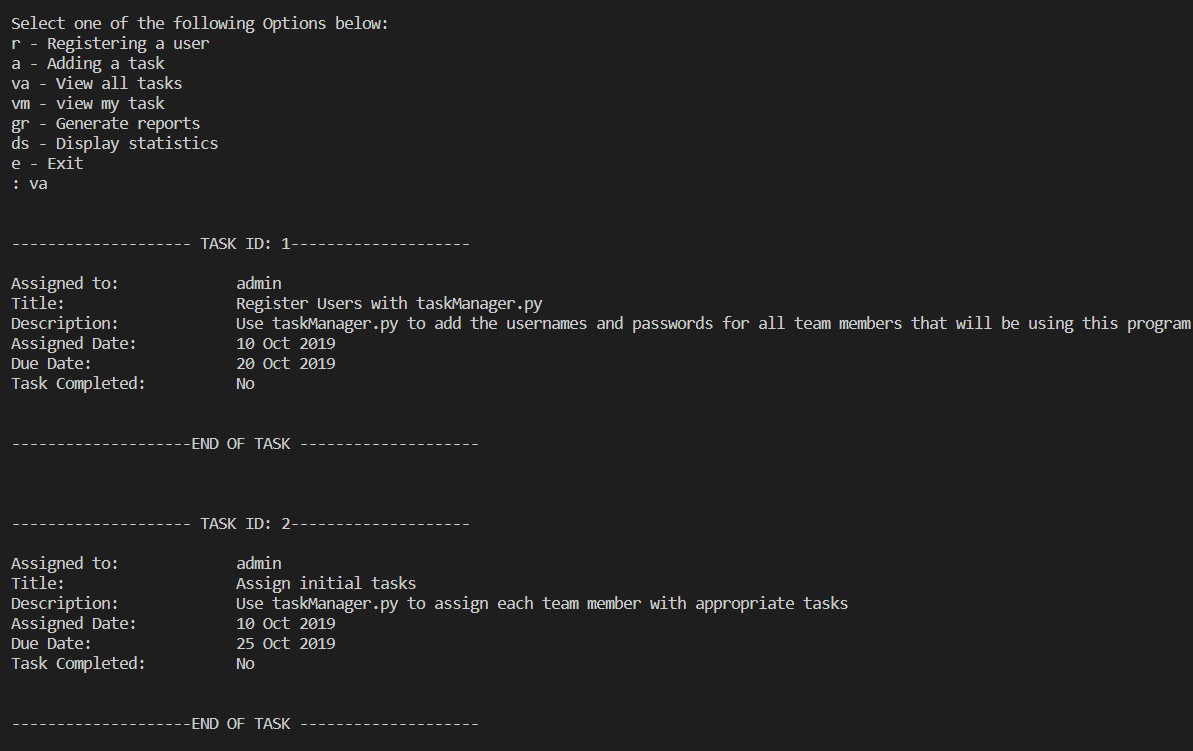 Select one of the following Options below:
r - Registering a user
a - Adding a task
va - View all tasks
vm - view my task
gr - Generate reports
ds - Display statistics
e - Exit
: va
-------------------- TASK ID: 1--------------------
Assigned to: admin
Title: Register Users with taskManager.py
Description: Use taskManager.py to add the usernames and passwords for all team members that will be using this program
Assigned Date: 10 Oct 2019
Due Date: 20 Oct 2019
Task Completed: No
--------------------END OF TASK --------------------
-------------------- TASK ID: 2--------------------
Assigned to: admin
Title: Assign initial tasks
Description: Use taskManager.py to assign each team member with appropriate tasks
Assigned Date: 10 Oct 2019
Due Date: 25 Oct 2019
Task Completed: No
--------------------END OF TASK --------------------